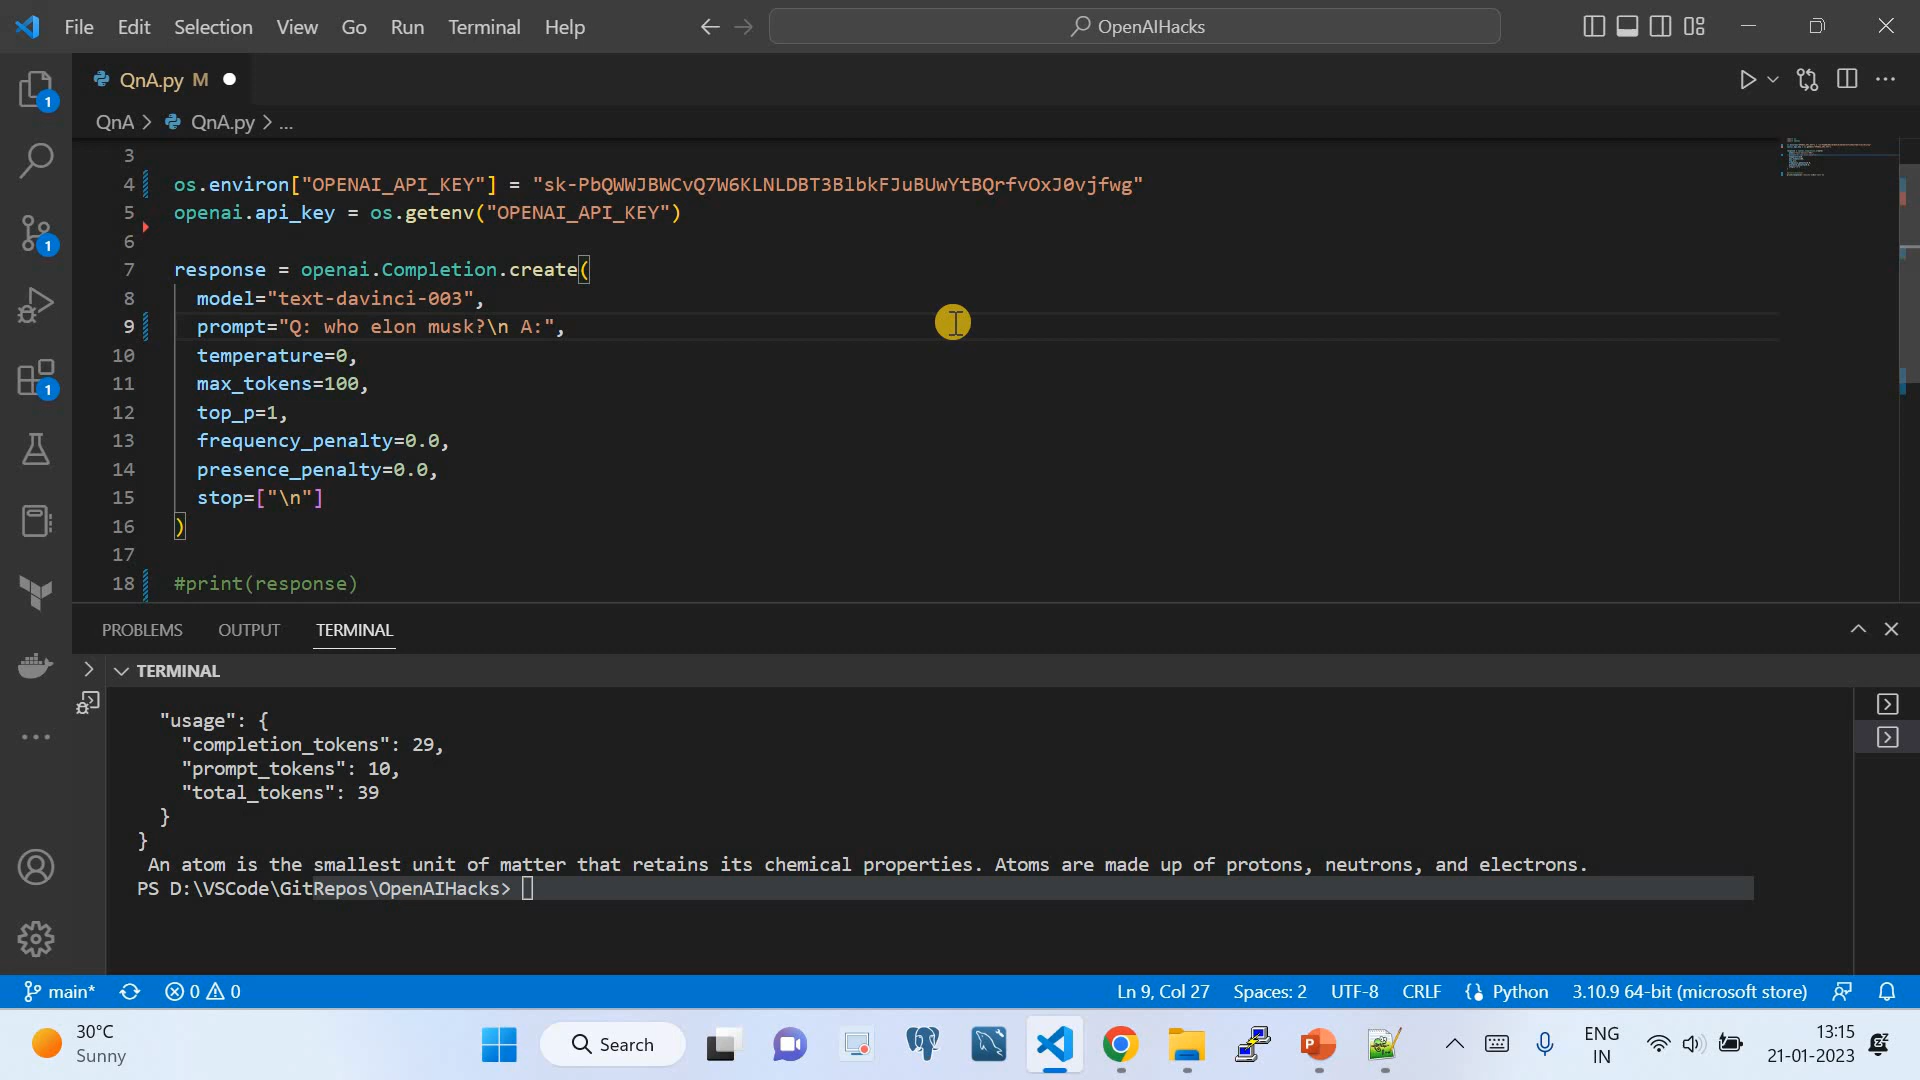 File Edit Selection View Go Run Terminal Help
OpenAIHacks
QnA.py M
QnA > QnA.py > ...
3
4 os.environ["OPENAI_API_KEY"] = "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"
5 openai.api_key = os.getenv("OPENAI_API_KEY")
6
7 response = openai.Completion.create(
8 model="text-davinci-003",
9 prompt="Q: who elon musk?\n A:",
10 temperature=0,
11 max_tokens=100,
12 top_p=1,
13 frequency_penalty=0.0,
14 presence_penalty=0.0,
15 stop=["\n"]
16 )
17
18 #print(response)
PROBLEMS OUTPUT TERMINAL
TERMINAL
"usage": {
"completion_tokens": 29,
"prompt_tokens": 10,
"total_tokens": 39
}
}
An atom is the smallest unit of matter that retains its chemical properties. Atoms are made up of protons, neutrons, and electrons.
PS D:\VSCode\GitRepos\OpenAIHacks>
1
1
1
main* 0 0 Ln 9, Col 27 Spaces: 2 UTF-8 CRLF Python 3.10.9 64-bit (microsoft store)
30°C
Sunny
Search
ENG
IN
13:15
21-01-2023